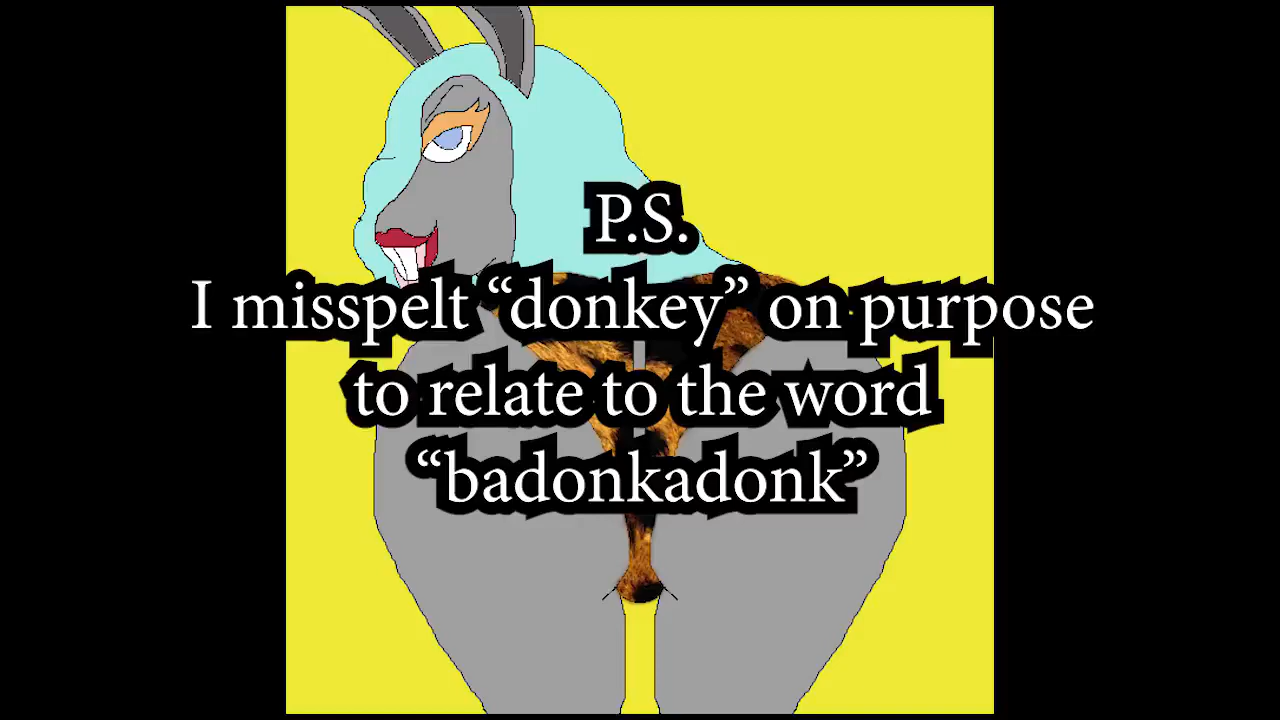 P.S.
I misspelt “donkey” on purpose
to relate to the word
“badonkadonk”